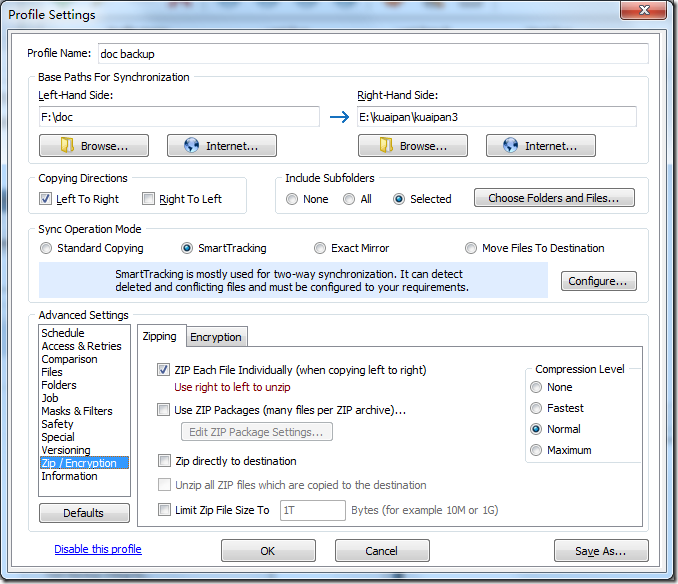 Profile Settings
Profile Name: doc backup
Base Paths For Synchronization
Left-Hand Side: Right-Hand Side:
F:\doc E:\kuaipan\kuaipan3
Browse... Internet... Browse... Internet...
Copying Directions Include Subfolders
Left To Right Right To Left None All Selected Choose Folders and Files...
Sync Operation Mode
Standard Copying SmartTracking Exact Mirror Move Files To Destination
SmartTracking is mostly used for two-way synchronization. It can detect
deleted and conflicting files and must be configured to your requirements.
Configure...
Advanced Settings
Schedule
Access & Retries
Comparison
Files
Folders
Job
Masks & Filters
Safety
Special
Versioning
Zip / Encryption
Information
Defaults
Zipping Encryption
ZIP Each File Individually (when copying left to right)
Use right to left to unzip
Use ZIP Packages (many files per ZIP archive)...
Edit ZIP Package Settings...
Zip directly to destination
Unzip all ZIP files which are copied to the destination
Limit Zip File Size To 1T Bytes (for example 10M or 1G)
Compression Level
None
Fastest
Normal
Maximum
Disable this profile OK Cancel Save As...